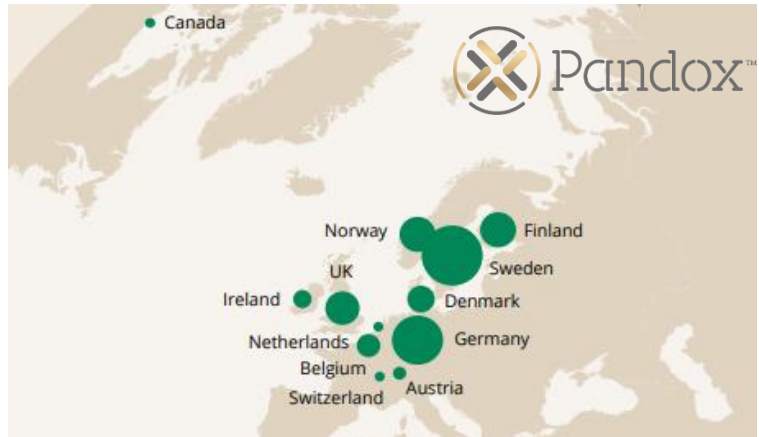 Canada
Pandox™
Norway
Finland
Sweden
UK
Ireland
Denmark
Netherlands
Germany
Belgium
Austria
Switzerland